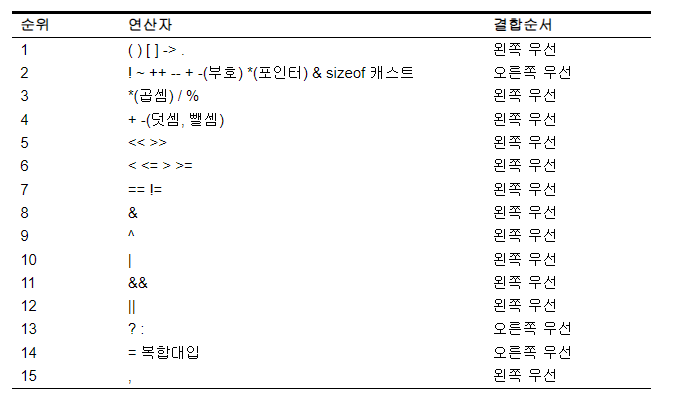 순위 연산자 결합순서
1 ( ) [ ] -> . 왼쪽 우선
2 ! ~ ++ -- + -(부호) *(포인터) & sizeof 캐스트 오른쪽 우선
3 *(곱셈) / % 왼쪽 우선
4 + -(덧셈, 뺄셈) 왼쪽 우선
5 << >> 왼쪽 우선
6 < <= > >= 왼쪽 우선
7 == != 왼쪽 우선
8 & 왼쪽 우선
9 ^ 왼쪽 우선
10 | 왼쪽 우선
11 && 왼쪽 우선
12 || 왼쪽 우선
13 ? : 오른쪽 우선
14 = 복합대입 오른쪽 우선
15 , 왼쪽 우선